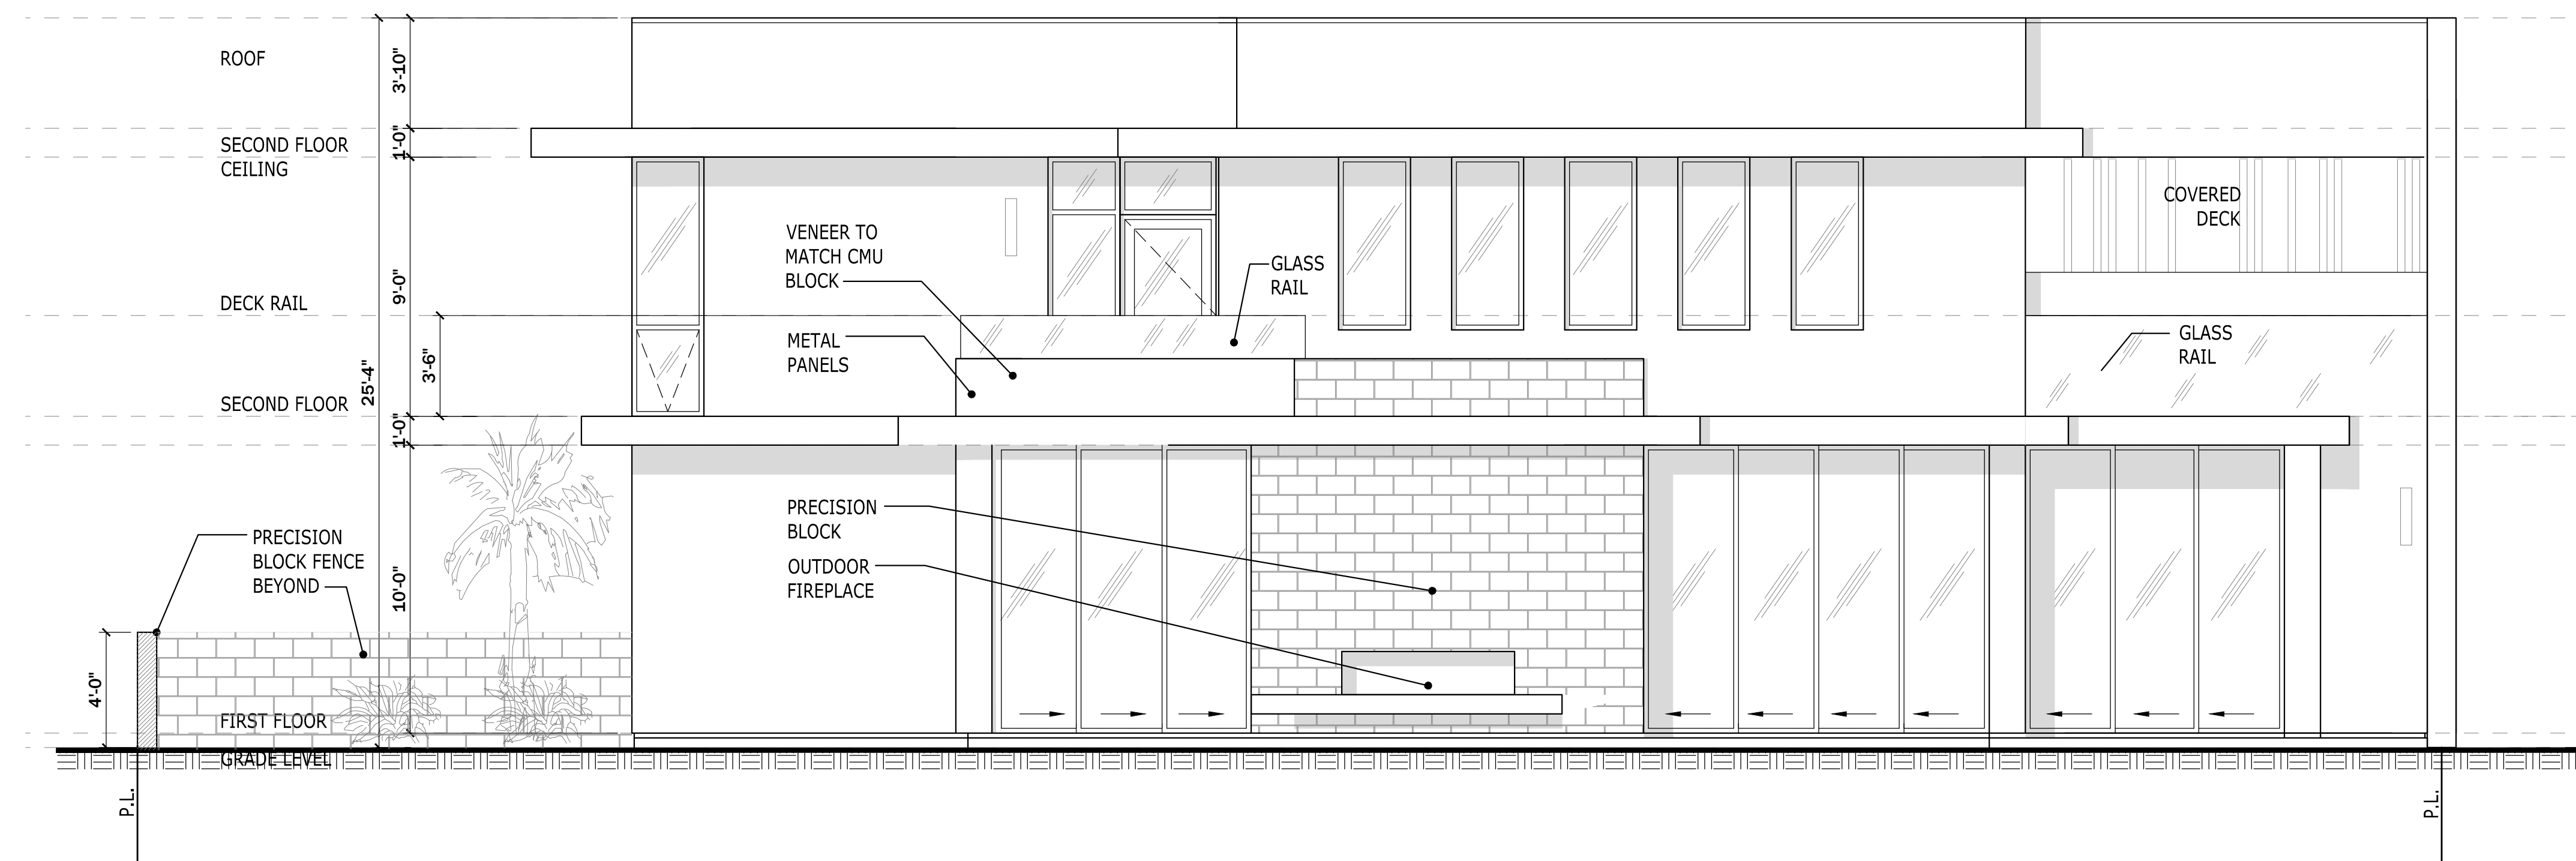 ROOF
3'-10"
SECOND FLOOR
CEILING
1'-0"
COVERED
DECK
VENEER TO
MATCH CMU
BLOCK
GLASS
RAIL
9'-0"
DECK RAIL
METAL
PANELS
GLASS
RAIL
3'-6"
25'-4"
SECOND FLOOR
1'-0"
PRECISION
BLOCK
PRECISION
BLOCK FENCE
BEYOND
OUTDOOR
FIREPLACE
10'-0"
4'-0"
FIRST FLOOR
GRADE LEVEL
P.L.
P.L.